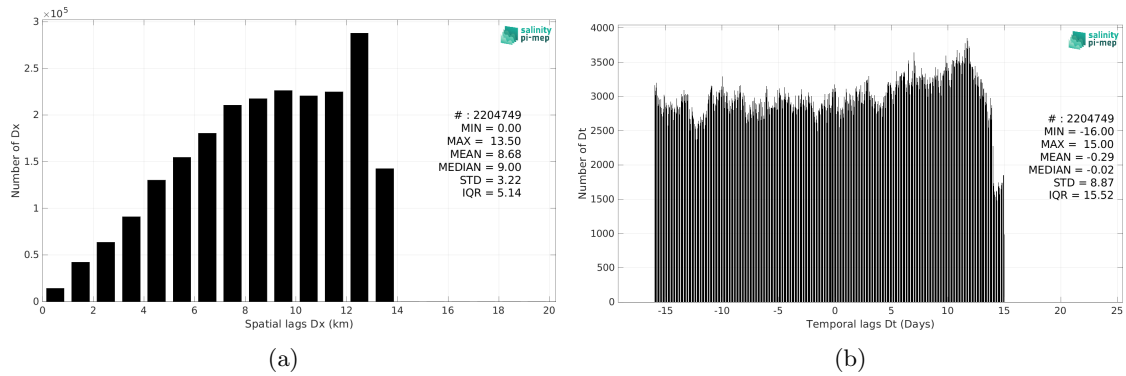 ×10⁵
3
2.5
2
1.5
1
0.5
0
Number of Dx
0 2 4 6 8 10 12 14 16 18 20
Spatial lags Dx (km)
salinity
pi-mep
# : 2204749
MIN = 0.00
MAX = 13.50
MEAN = 8.68
MEDIAN = 9.00
STD = 3.22
IQR = 5.14
(a)
4000
3500
3000
2500
2000
1500
1000
500
0
Number of Dt
-15 -10 -5 0 5 10 15 20 25
Temporal lags Dt (Days)
salinity
pi-mep
# : 2204749
MIN = -16.00
MAX = 15.00
MEAN = -0.29
MEDIAN = -0.02
STD = 8.87
IQR = 15.52
(b)